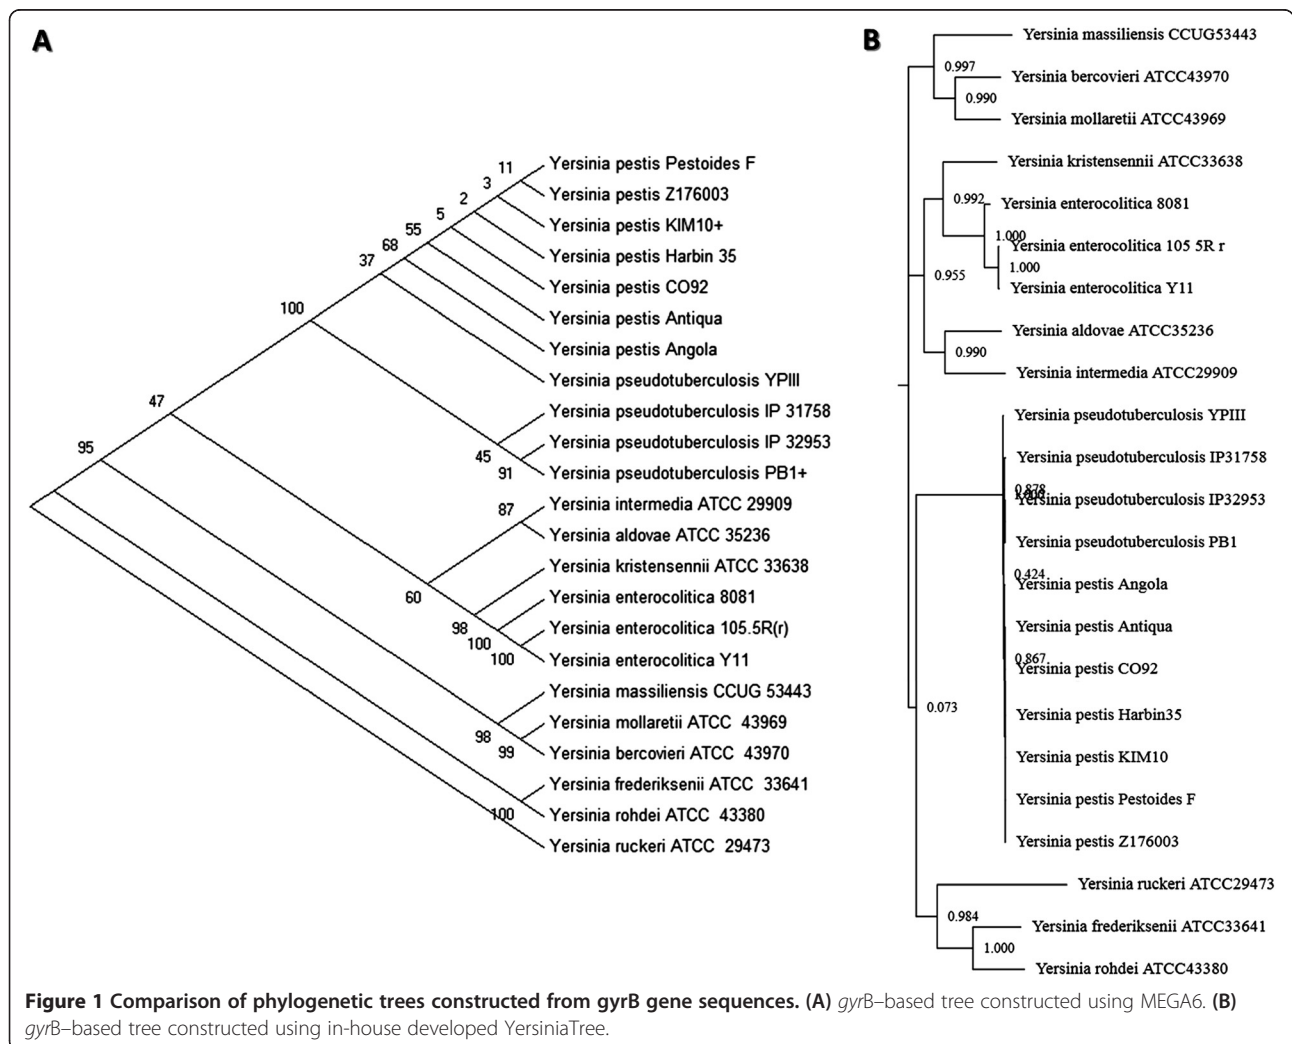 A
11
Yersinia pestis Pestoides F
3
Yersinia pestis Z176003
2
Yersinia pestis KIM10+
5
55
Yersinia pestis Harbin 35
68
37
Yersinia pestis CO92
100
Yersinia pestis Antiqua
Yersinia pestis Angola
Yersinia pseudotuberculosis YPIII
47
Yersinia pseudotuberculosis IP 31758
95
Yersinia pseudotuberculosis IP 32953
45
91
Yersinia pseudotuberculosis PB1+
87
Yersinia intermedia ATCC 29909
Yersinia aldovae ATCC 35236
Yersinia kristensennii ATCC 33638
60
Yersinia enterocolitica 8081
98
Yersinia enterocolitica 105.5R(r)
100
100
Yersinia enterocolitica Y11
Yersinia massiliensis CCUG 53443
Yersinia mollaretii ATCC 43969
98
99
Yersinia bercovieri ATCC 43970
Yersinia frederiksenii ATCC 33641
100
Yersinia rohdei ATCC 43380
Yersinia ruckeri ATCC 29473
B
Yersinia massiliensis CCUG53443
0.997
Yersinia bercovieri ATCC43970
0.990
Yersinia mollaretii ATCC43969
Yersinia kristensennii ATCC33638
0.992
Yersinia enterocolitica 8081
1.000
Yersinia enterocolitica 105 5R r
0.955
1.000
Yersinia enterocolitica Y11
Yersinia aldovae ATCC35236
0.990
Yersinia intermedia ATCC29909
Yersinia pseudotuberculosis YPIII
Yersinia pseudotuberculosis IP31758
0.878
1.000
Yersinia pseudotuberculosis IP32953
Yersinia pseudotuberculosis PB1
0.424
Yersinia pestis Angola
Yersinia pestis Antiqua
0.867
Yersinia pestis CO92
0.073
Yersinia pestis Harbin35
Yersinia pestis KIM10
Yersinia pestis Pestoides F
Yersinia pestis Z176003
Yersinia ruckeri ATCC29473
0.984
Yersinia frederiksenii ATCC33641
1.000
Yersinia rohdei ATCC43380
Figure 1 Comparison of phylogenetic trees constructed from gyrB gene sequences. (A) gyrB–based tree constructed using MEGA6. (B)
gyrB–based tree constructed using in-house developed YersiniaTree.